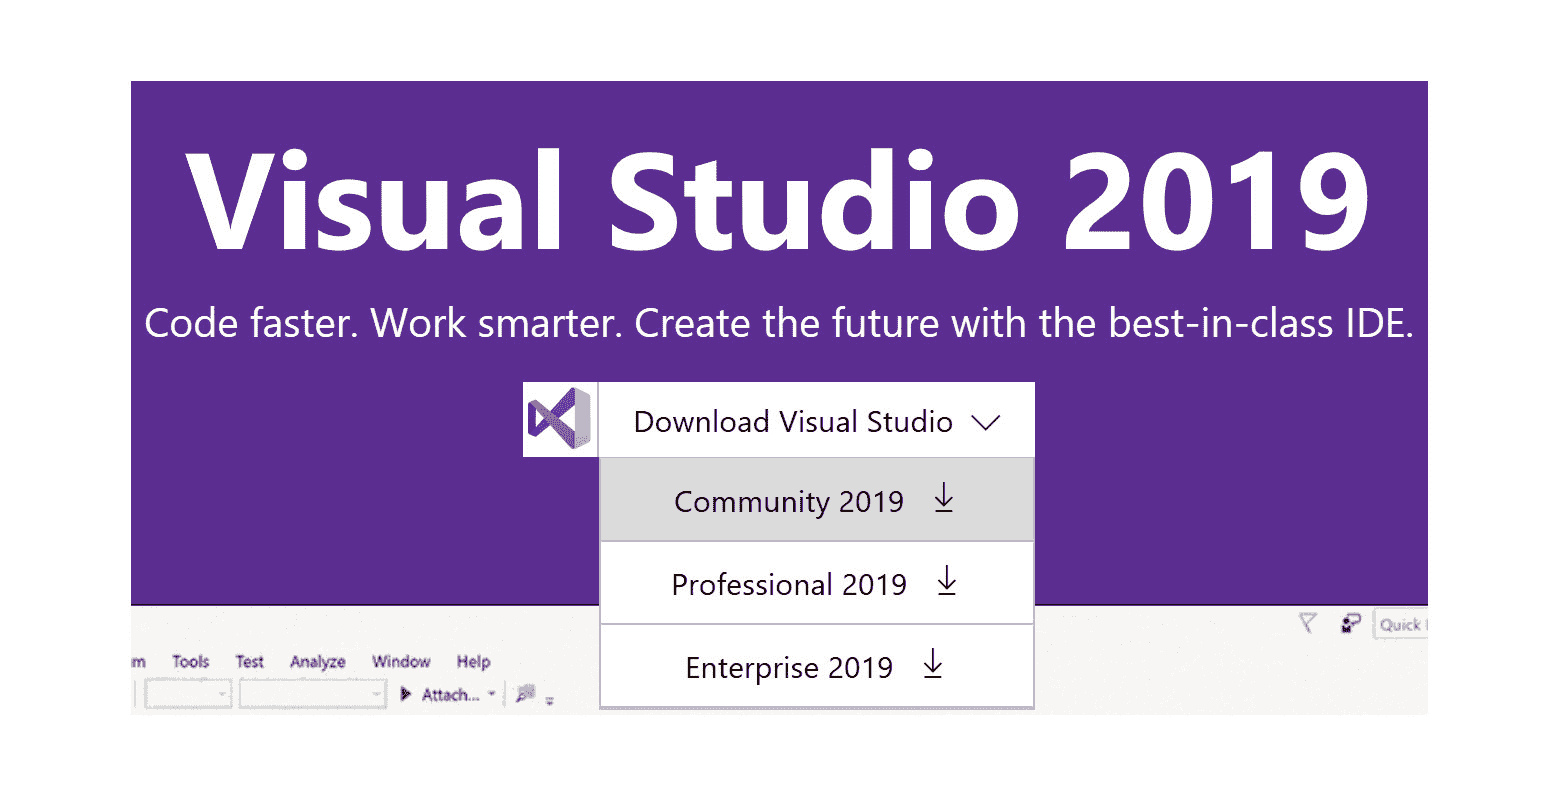 Visual Studio 2019
Code faster. Work smarter. Create the future with the best-in-class IDE.
Download Visual Studio
Community 2019
Professional 2019
Enterprise 2019
Quick
m Tools Test Analyze Window Help
Attach...